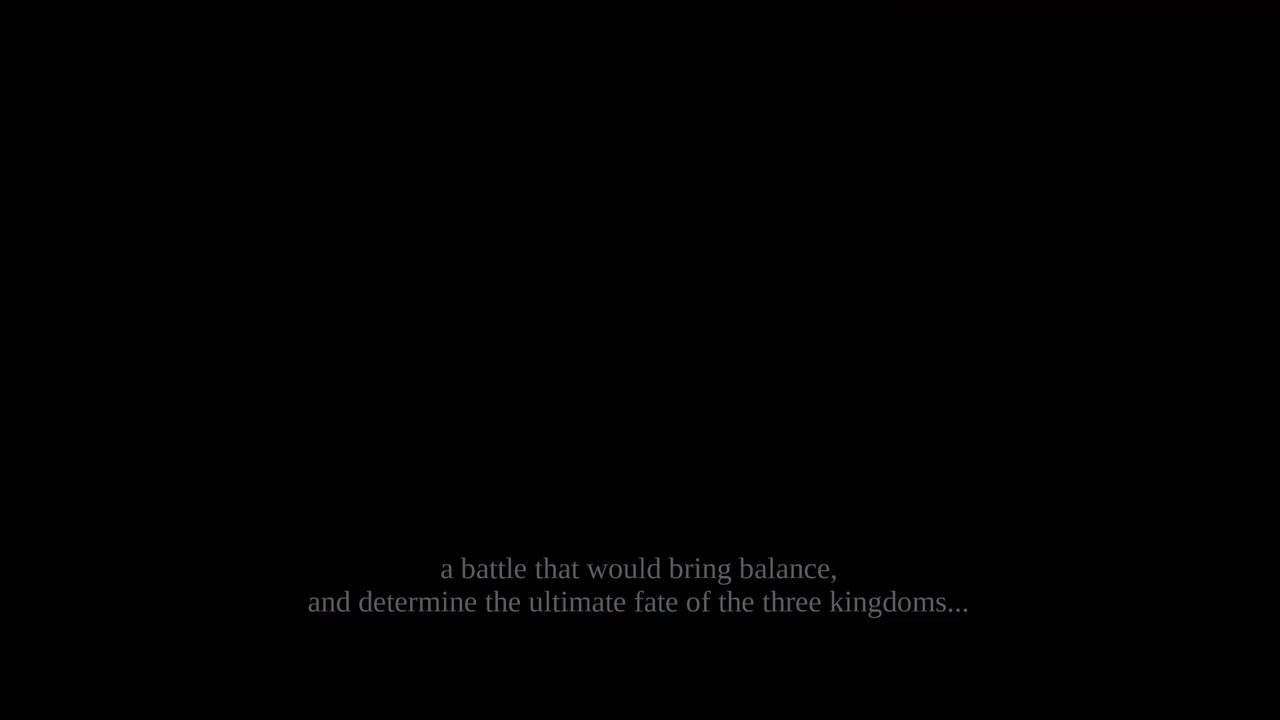 a battle that would bring balance,
and determine the ultimate fate of the three kingdoms...